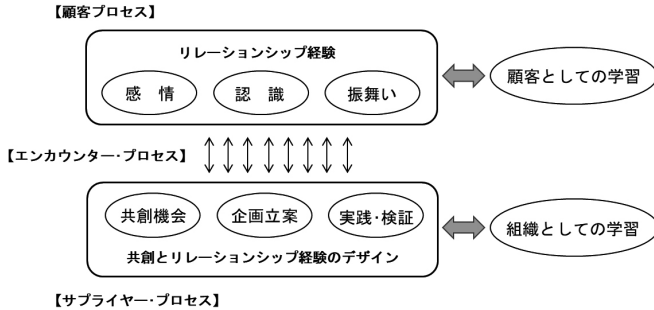 【顧客プロセス】
リレーションシップ経験
感　情
認　識
振舞い
顧客としての学習
【エンカウンター・プロセス】
共創機会
企画立案
実践・検証
組織としての学習
共創とリレーションシップ経験のデザイン
【サプライヤー・プロセス】